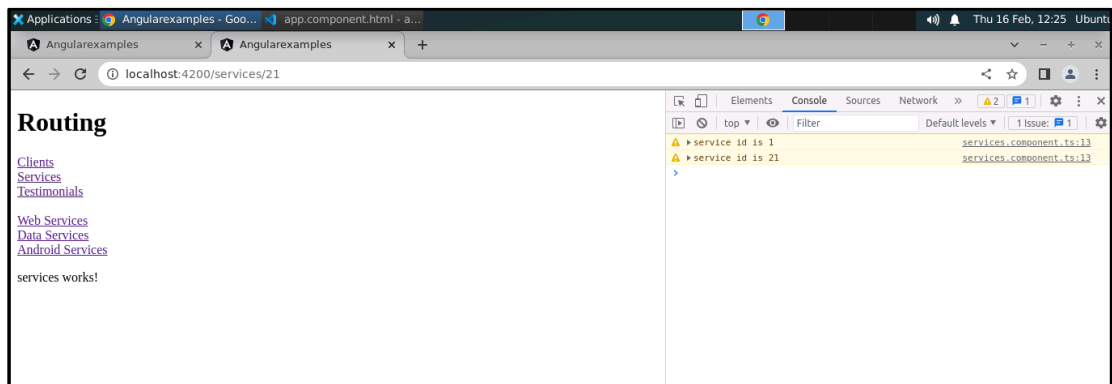 Applications Angularexamples - Goo... app.component.html - a... Thu 16 Feb, 12:25 Ubuntu
Angularexamples × Angularexamples × +
localhost:4200/services/21
Elements Console Sources Network » 2 1
top ▼ Filter Default levels ▼ 1 Issue: 1
Routing
Clients
Services
Testimonials
Web Services
Data Services
Android Services
services works!
service id is 1 services.component.ts:13
service id is 21 services.component.ts:13